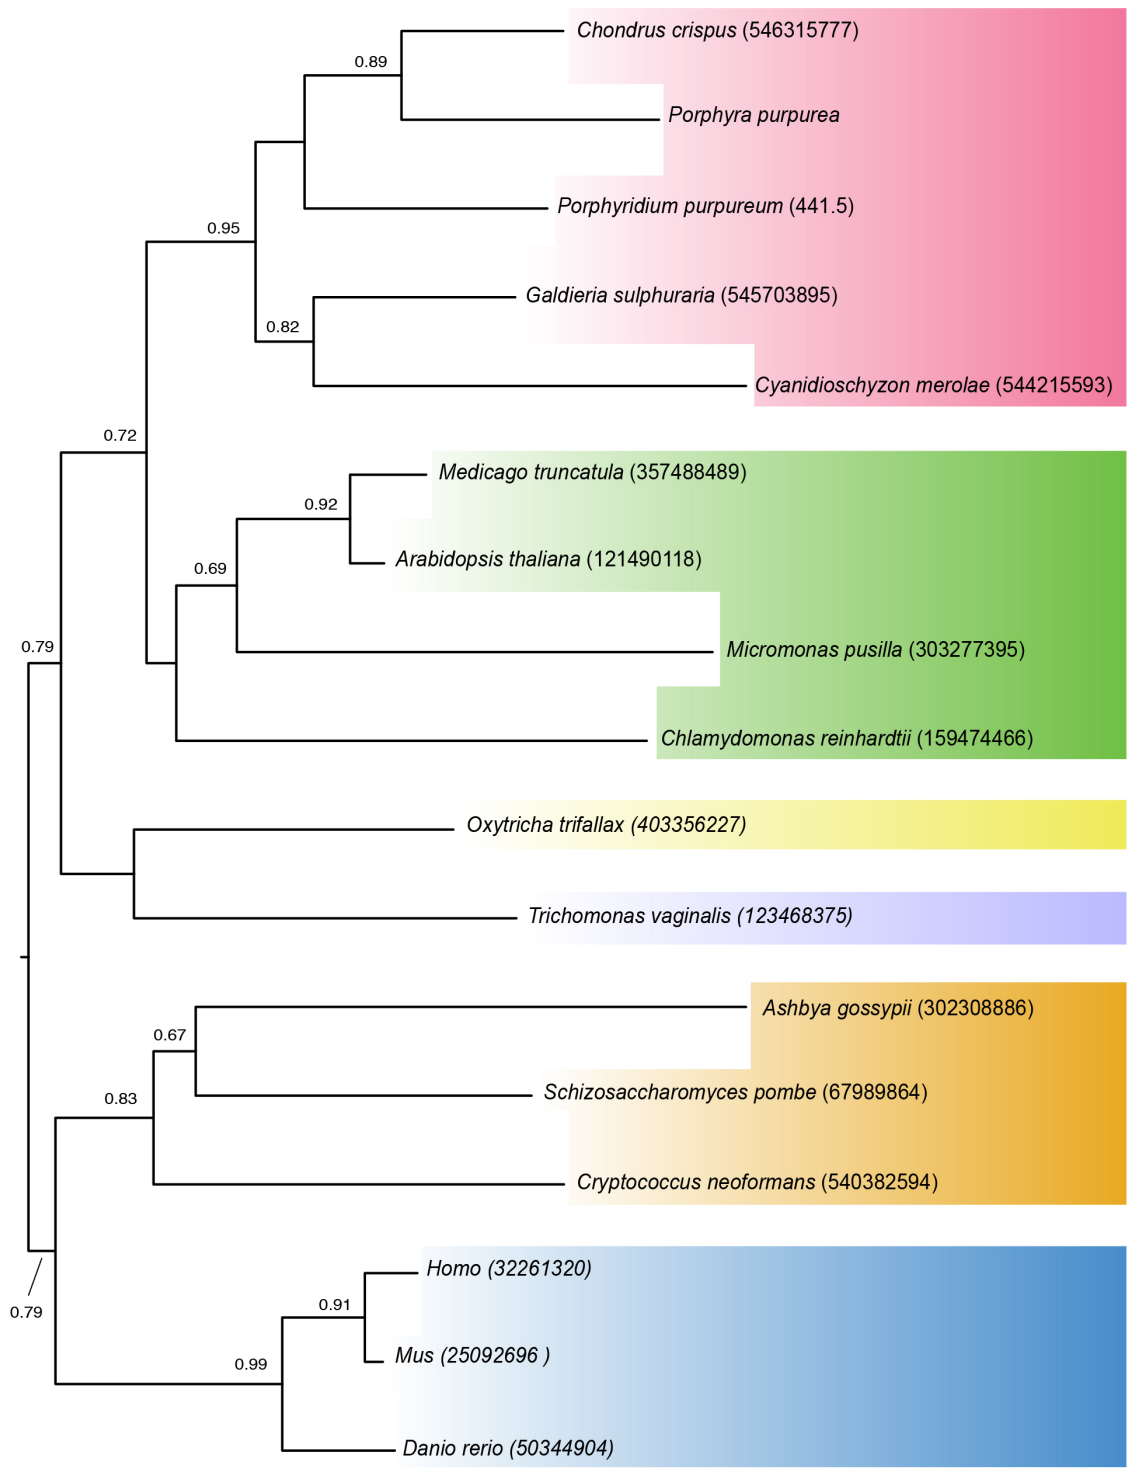 Chondrus crispus (546315777)
0.89
Porphyra purpurea
Porphyridium purpureum (441.5)
0.95
Galdieria sulphuraria (545703895)
0.82
Cyanidioschyzon merolae (544215593)
0.72
Medicago truncatula (357488489)
0.92
Arabidopsis thaliana (121490118)
0.69
0.79
Micromonas pusilla (303277395)
Chlamydomonas reinhardtii (159474466)
Oxytricha trifallax (403356227)
Trichomonas vaginalis (123468375)
Ashbya gossypii (302308886)
0.67
Schizosaccharomyces pombe (67989864)
0.83
Cryptococcus neoformans (540382594)
Homo (32261320)
0.91
0.79
Mus (25092696 )
0.99
Danio rerio (50344904)